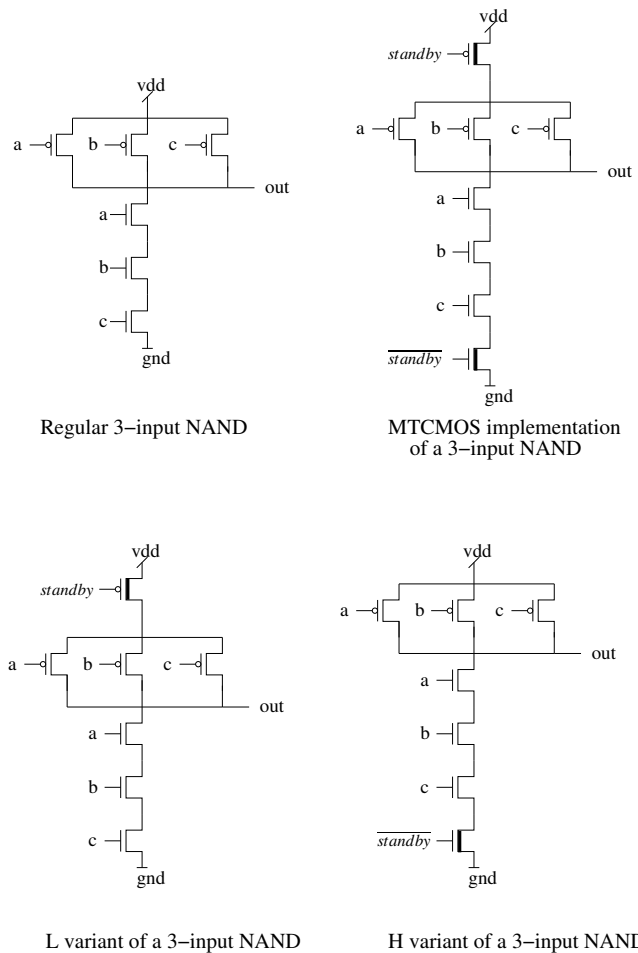 vdd
a
b
c
out
a
b
c
gnd
Regular 3−input NAND
vdd
standby
a
b
c
out
a
b
c
standby
gnd
MTCMOS implementation
of a 3−input NAND
vdd
standby
a
b
c
out
a
b
c
gnd
L variant of a 3−input NAND
vdd
a
b
c
out
a
b
c
standby
gnd
H variant of a 3−input NAND